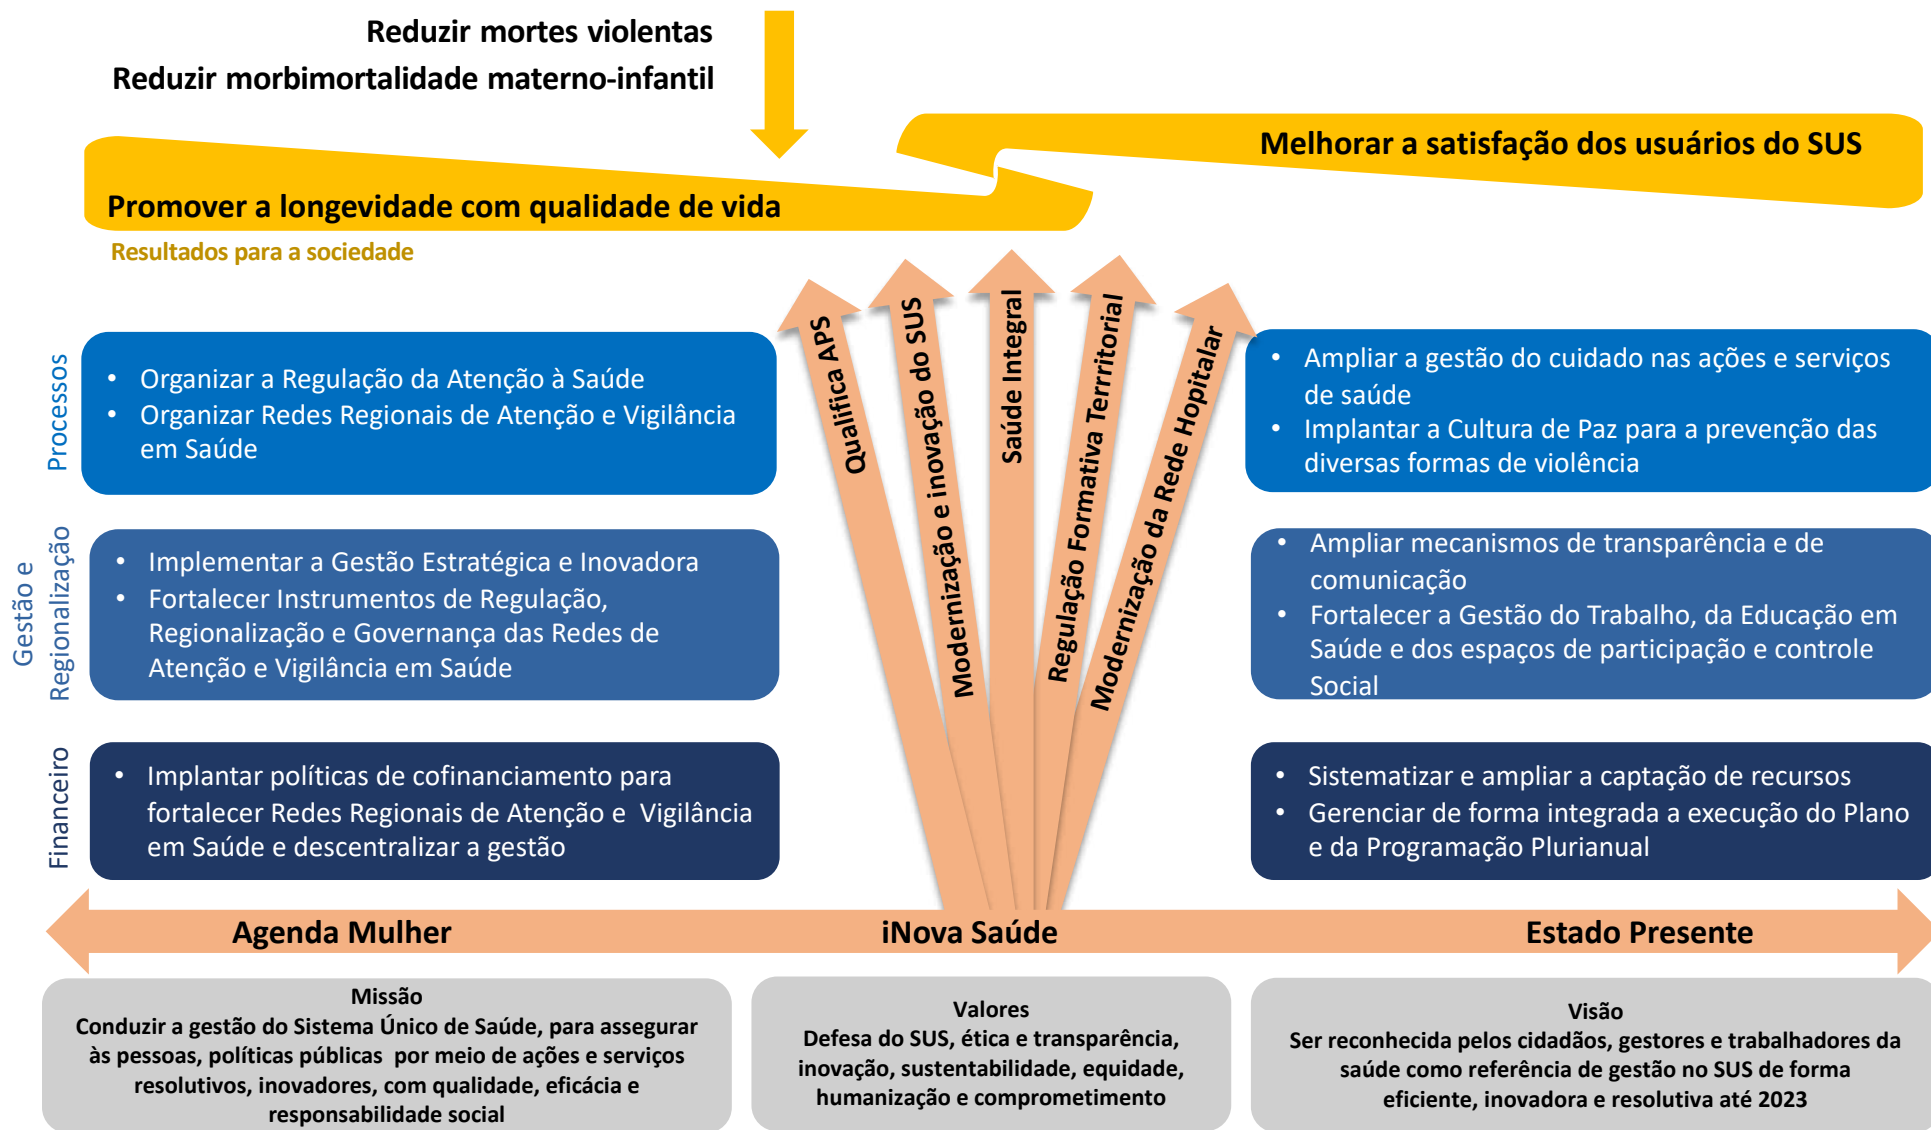 Reduzir mortes violentas
Reduzir morbimortalidade materno-infantil
Melhorar a satisfação dos usuários do SUS
Promover a longevidade com qualidade de vida
Resultados para a sociedade
Processos
• Organizar a Regulação da Atenção à Saúde
• Organizar Redes Regionais de Atenção e Vigilância
em Saúde
Qualifica APS
Modernização e inovação do SUS
Saúde Integral
Regulação Formativa Terrritorial
Modernização da Rede Hopitalar
• Ampliar a gestão do cuidado nas ações e serviços
de saúde
• Implantar a Cultura de Paz para a prevenção das
diversas formas de violência
Gestão e
Regionalização
• Implementar a Gestão Estratégica e Inovadora
• Fortalecer Instrumentos de Regulação,
Regionalização e Governança das Redes de
Atenção e Vigilância em Saúde
• Ampliar mecanismos de transparência e de
comunicação
• Fortalecer a Gestão do Trabalho, da Educação em
Saúde e dos espaços de participação e controle
Social
Financeiro
• Implantar políticas de cofinanciamento para
fortalecer Redes Regionais de Atenção e Vigilância
em Saúde e descentralizar a gestão
• Sistematizar e ampliar a captação de recursos
• Gerenciar de forma integrada a execução do Plano
e da Programação Plurianual
Agenda Mulher
iNova Saúde
Estado Presente
Missão
Conduzir a gestão do Sistema Único de Saúde, para assegurar
às pessoas, políticas públicas por meio de ações e serviços
resolutivos, inovadores, com qualidade, eficácia e
responsabilidade social
Valores
Defesa do SUS, ética e transparência,
inovação, sustentabilidade, equidade,
humanização e comprometimento
Visão
Ser reconhecida pelos cidadãos, gestores e trabalhadores da
saúde como referência de gestão no SUS de forma
eficiente, inovadora e resolutiva até 2023